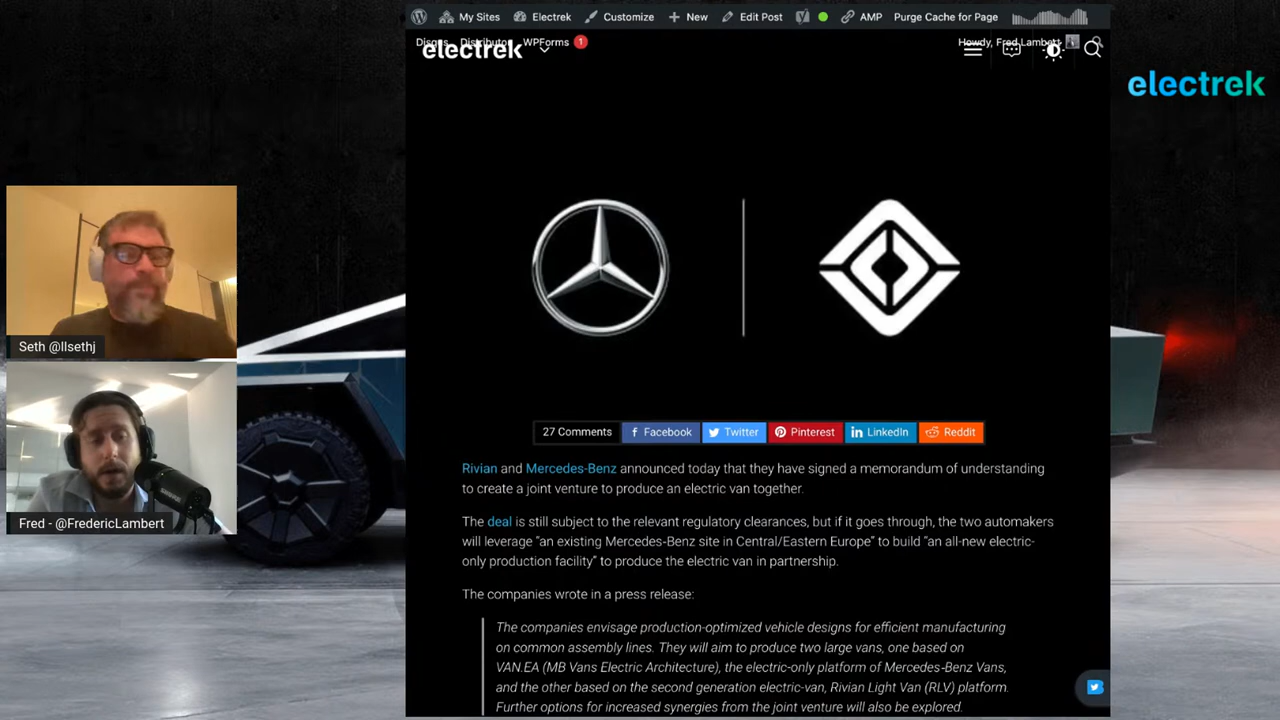 My Sites Electrek Customize New Edit Post AMP Purge Cache for Page
Disqus Distributor WPForms 1 Howdy, Fred Lambert
electrek
electrek
27 Comments Facebook Twitter Pinterest LinkedIn Reddit
Rivian and Mercedes-Benz announced today that they have signed a memorandum of understanding
to create a joint venture to produce an electric van together.
The deal is still subject to the relevant regulatory clearances, but if it goes through, the two automakers
will leverage “an existing Mercedes-Benz site in Central/Eastern Europe” to build “an all-new electric-
only production facility” to produce the electric van in partnership.
The companies wrote in a press release:
The companies envisage production-optimized vehicle designs for efficient manufacturing
on common assembly lines. They will aim to produce two large vans, one based on
VAN.EA (MB Vans Electric Architecture), the electric-only platform of Mercedes-Benz Vans,
and the other based on the second generation electric-van, Rivian Light Van (RLV) platform.
Further options for increased synergies from the joint venture will also be explored.
Seth @llsethj
Fred - @FredericLambert